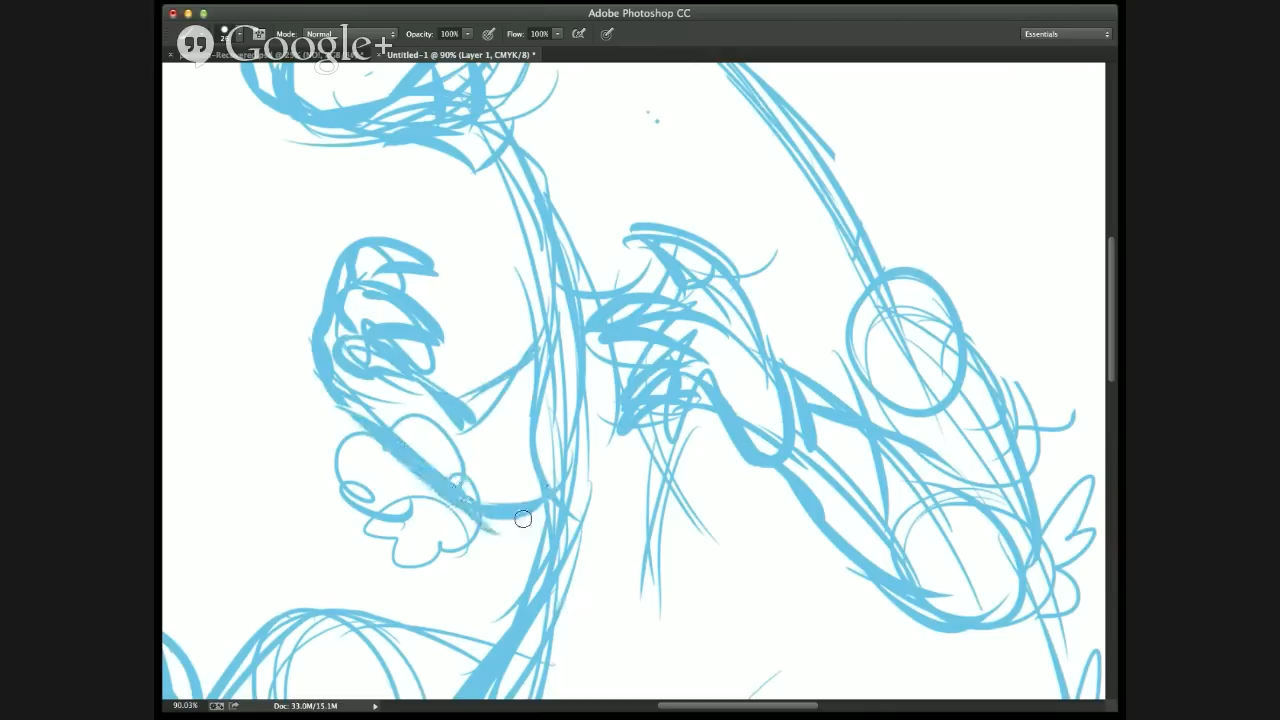 Adobe Photoshop CC
Google+
Mode: Normal Opacity: 100% Flow: 100% Essentials
Untitled-1 @ 90% (Layer 1, CMYK/8) *
90.03% Doc: 33.0M/15.1M